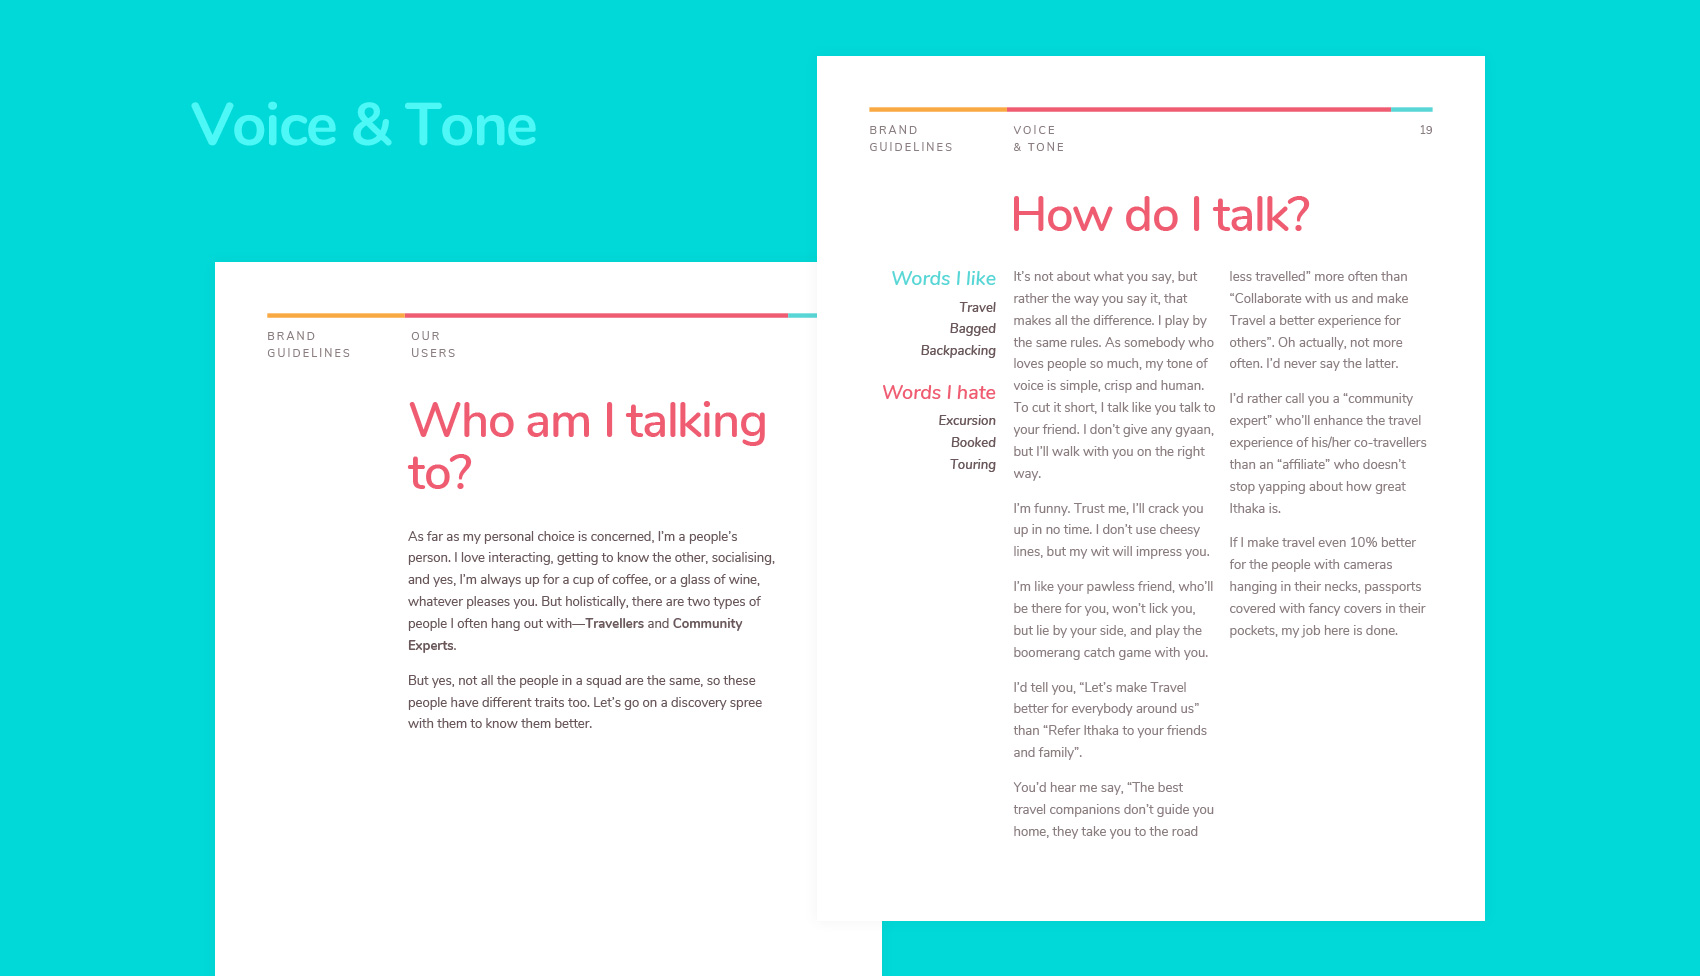 Voice & Tone
BRAND
GUIDELINES
OUR
USERS
Who am I talking
to?
As far as my personal choice is concerned, I’m a people’s
person. I love interacting, getting to know the other, socialising,
and yes, I’m always up for a cup of coffee, or a glass of wine,
whatever pleases you. But holistically, there are two types of
people I often hang out with—Travellers and Community
Experts.
But yes, not all the people in a squad are the same, so these
people have different traits too. Let’s go on a discovery spree
with them to know them better.
BRAND
GUIDELINES
VOICE
& TONE
19
How do I talk?
Words I like
Travel
Bagged
Backpacking
Words I hate
Excursion
Booked
Touring
It’s not about what you say, but
rather the way you say it, that
makes all the difference. I play by
the same rules. As somebody who
loves people so much, my tone of
voice is simple, crisp and human.
To cut it short, I talk like you talk to
your friend. I don’t give any gyaan,
but I’ll walk with you on the right
way.
I’m funny. Trust me, I’ll crack you
up in no time. I don’t use cheesy
lines, but my wit will impress you.
I’m like your pawless friend, who’ll
be there for you, won’t lick you,
but lie by your side, and play the
boomerang catch game with you.
I’d tell you, “Let’s make Travel
better for everybody around us”
than “Refer Ithaka to your friends
and family”.
You’d hear me say, “The best
travel companions don’t guide you
home, they take you to the road
less travelled” more often than
“Collaborate with us and make
Travel a better experience for
others”. Oh actually, not more
often. I’d never say the latter.
I’d rather call you a “community
expert” who’ll enhance the travel
experience of his/her co-travellers
than an “affiliate” who doesn’t
stop yapping about how great
Ithaka is.
If I make travel even 10% better
for the people with cameras
hanging in their necks, passports
covered with fancy covers in their
pockets, my job here is done.